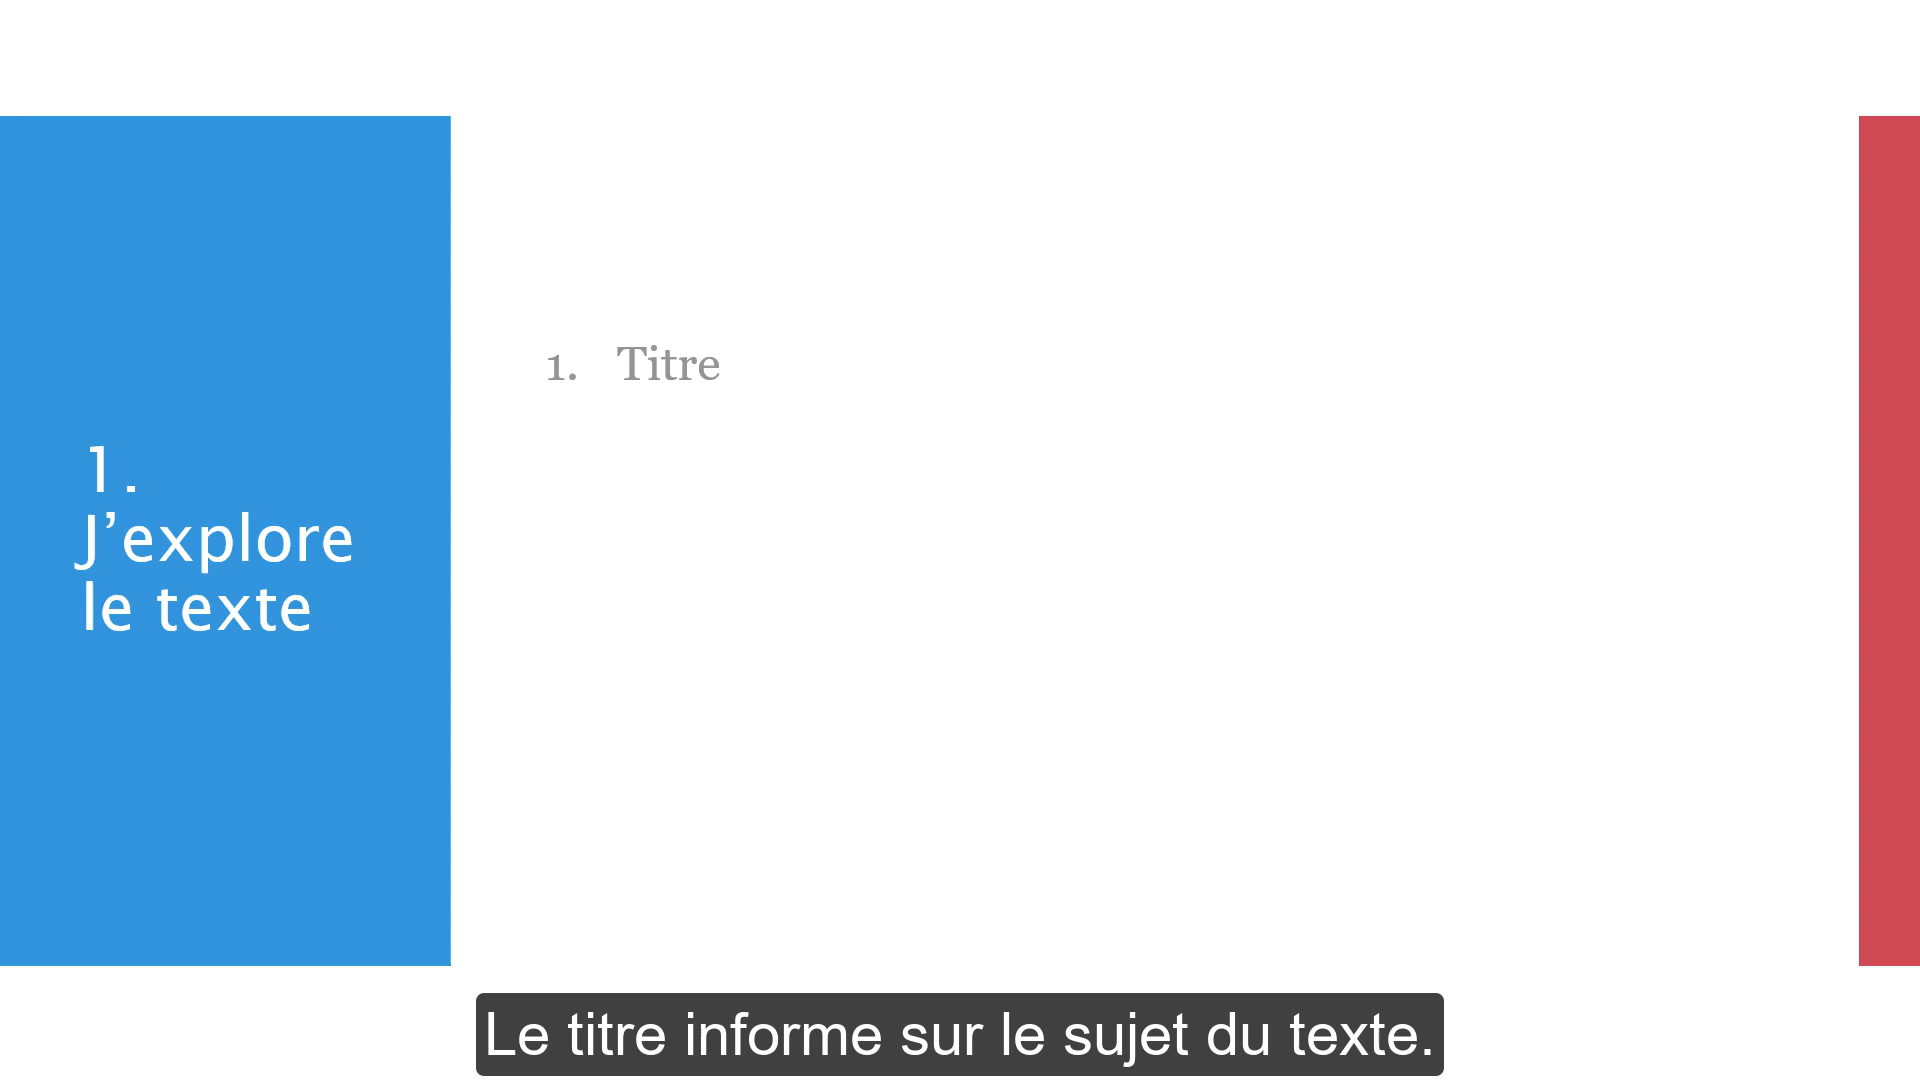 1.
J’explore
le texte
1. Titre
Le titre informe sur le sujet du texte.